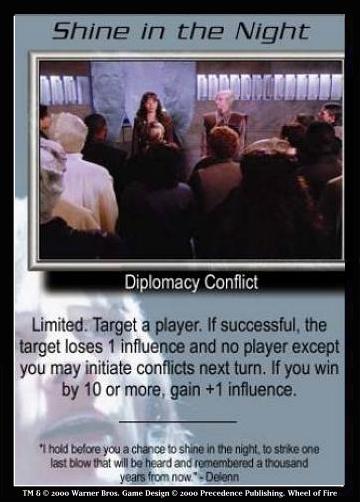 Shine in the Night
Diplomacy Conflict
Limited. Target a player. If successful, the
target loses 1 influence and no player except
you may initiate conflicts next turn. If you win
by 10 or more, gain +1 influence.
"I hold before you a chance to shine in the night, to strike one
last blow that will be heard and remembered a thousand
years from now." - Delenn
TM & © 2000 Warner Bros. Game Design © 2000 Precedence Publishing. Wheel of Fire